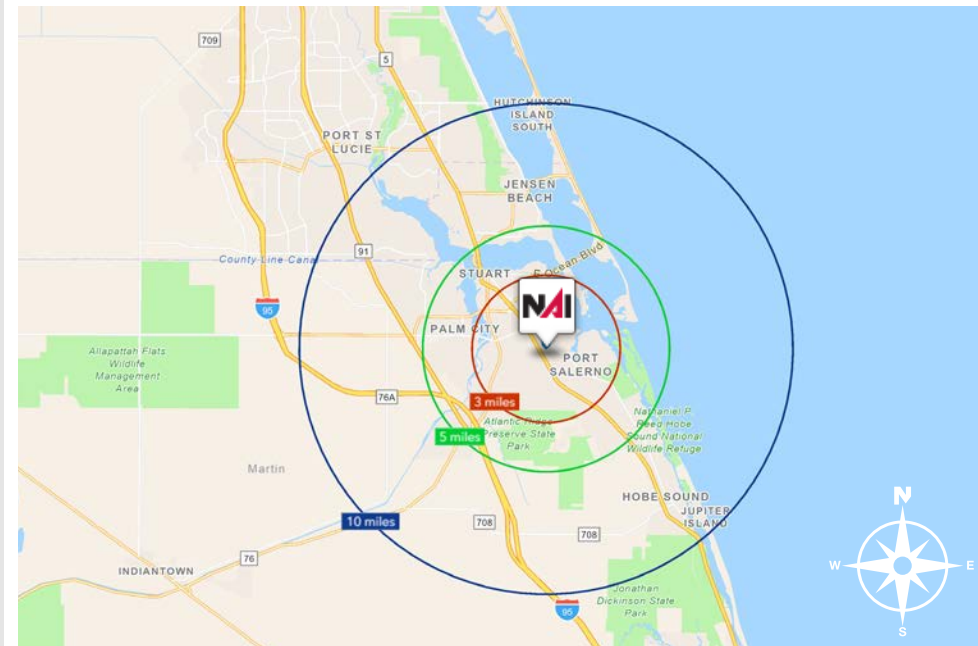 709
5
HUTCHINSON
ISLAND
SOUTH
PORT ST
LUCIE
JENSEN
BEACH
91
County Line Canal
STUART
E Ocean Blvd
95
NAI
PALM CITY
PORT
SALERNO
Allapattah Flats
Wildlife
Management
Area
76A
3 miles
Atlantic Ridge
Preserve State
Park
5 miles
Nathaniel P.
Reed Hobe
Sound National
Wildlife Refuge
Martin
HOBE SOUND
JUPITER
ISLAND
10 miles
708
708
76
INDIANTOWN
Jonathan
Dickinson State
Park
95
N
W
E
S